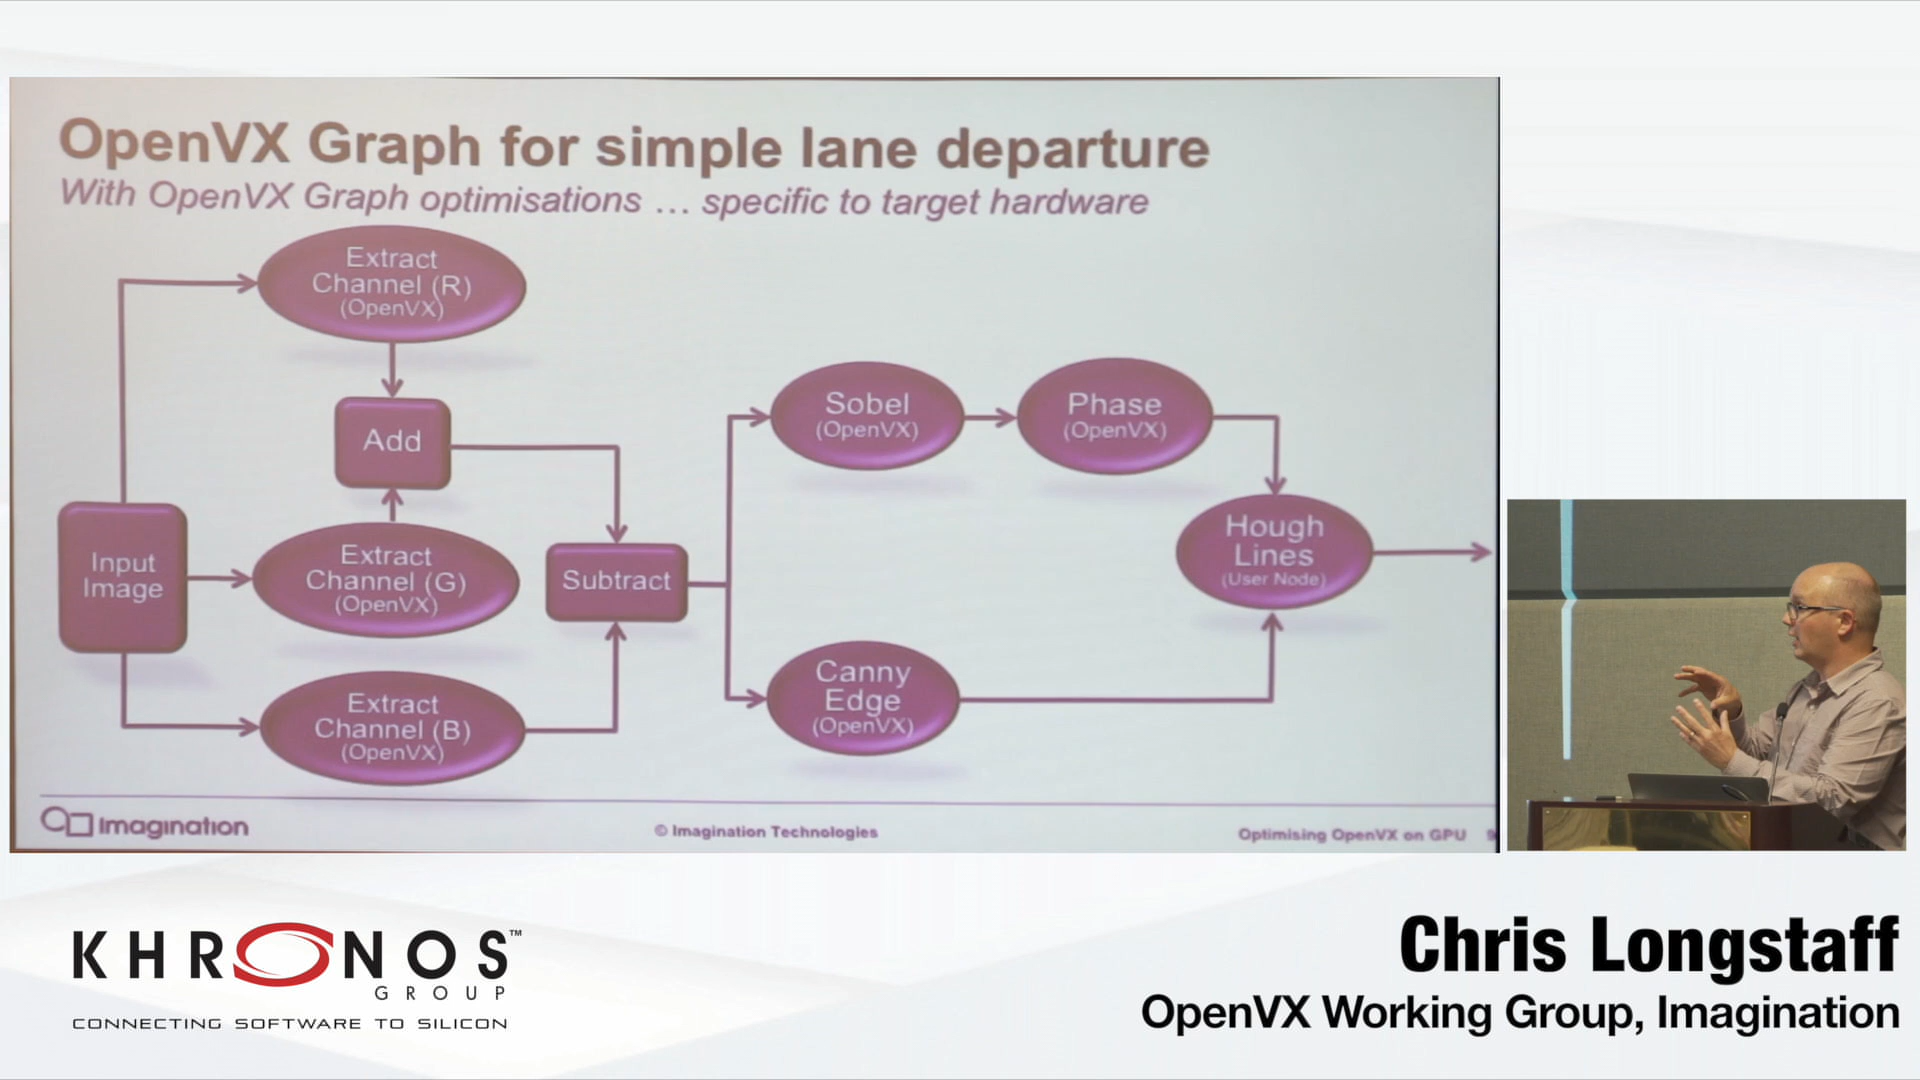 OpenVX Graph for simple lane departure
With OpenVX Graph optimisations ... specific to target hardware
Extract
Channel (R)
(OpenVX)
Add
Input
Image
Extract
Channel (G)
(OpenVX)
Extract
Channel (B)
(OpenVX)
Subtract
Sobel
(OpenVX)
Phase
(OpenVX)
Canny
Edge
(OpenVX)
Hough
Lines
(User Node)
Imagination
© Imagination Technologies
Optimising OpenVX on GPU 9
KHRONOS™
GROUP
CONNECTING SOFTWARE TO SILICON
Chris Longstaff
OpenVX Working Group, Imagination